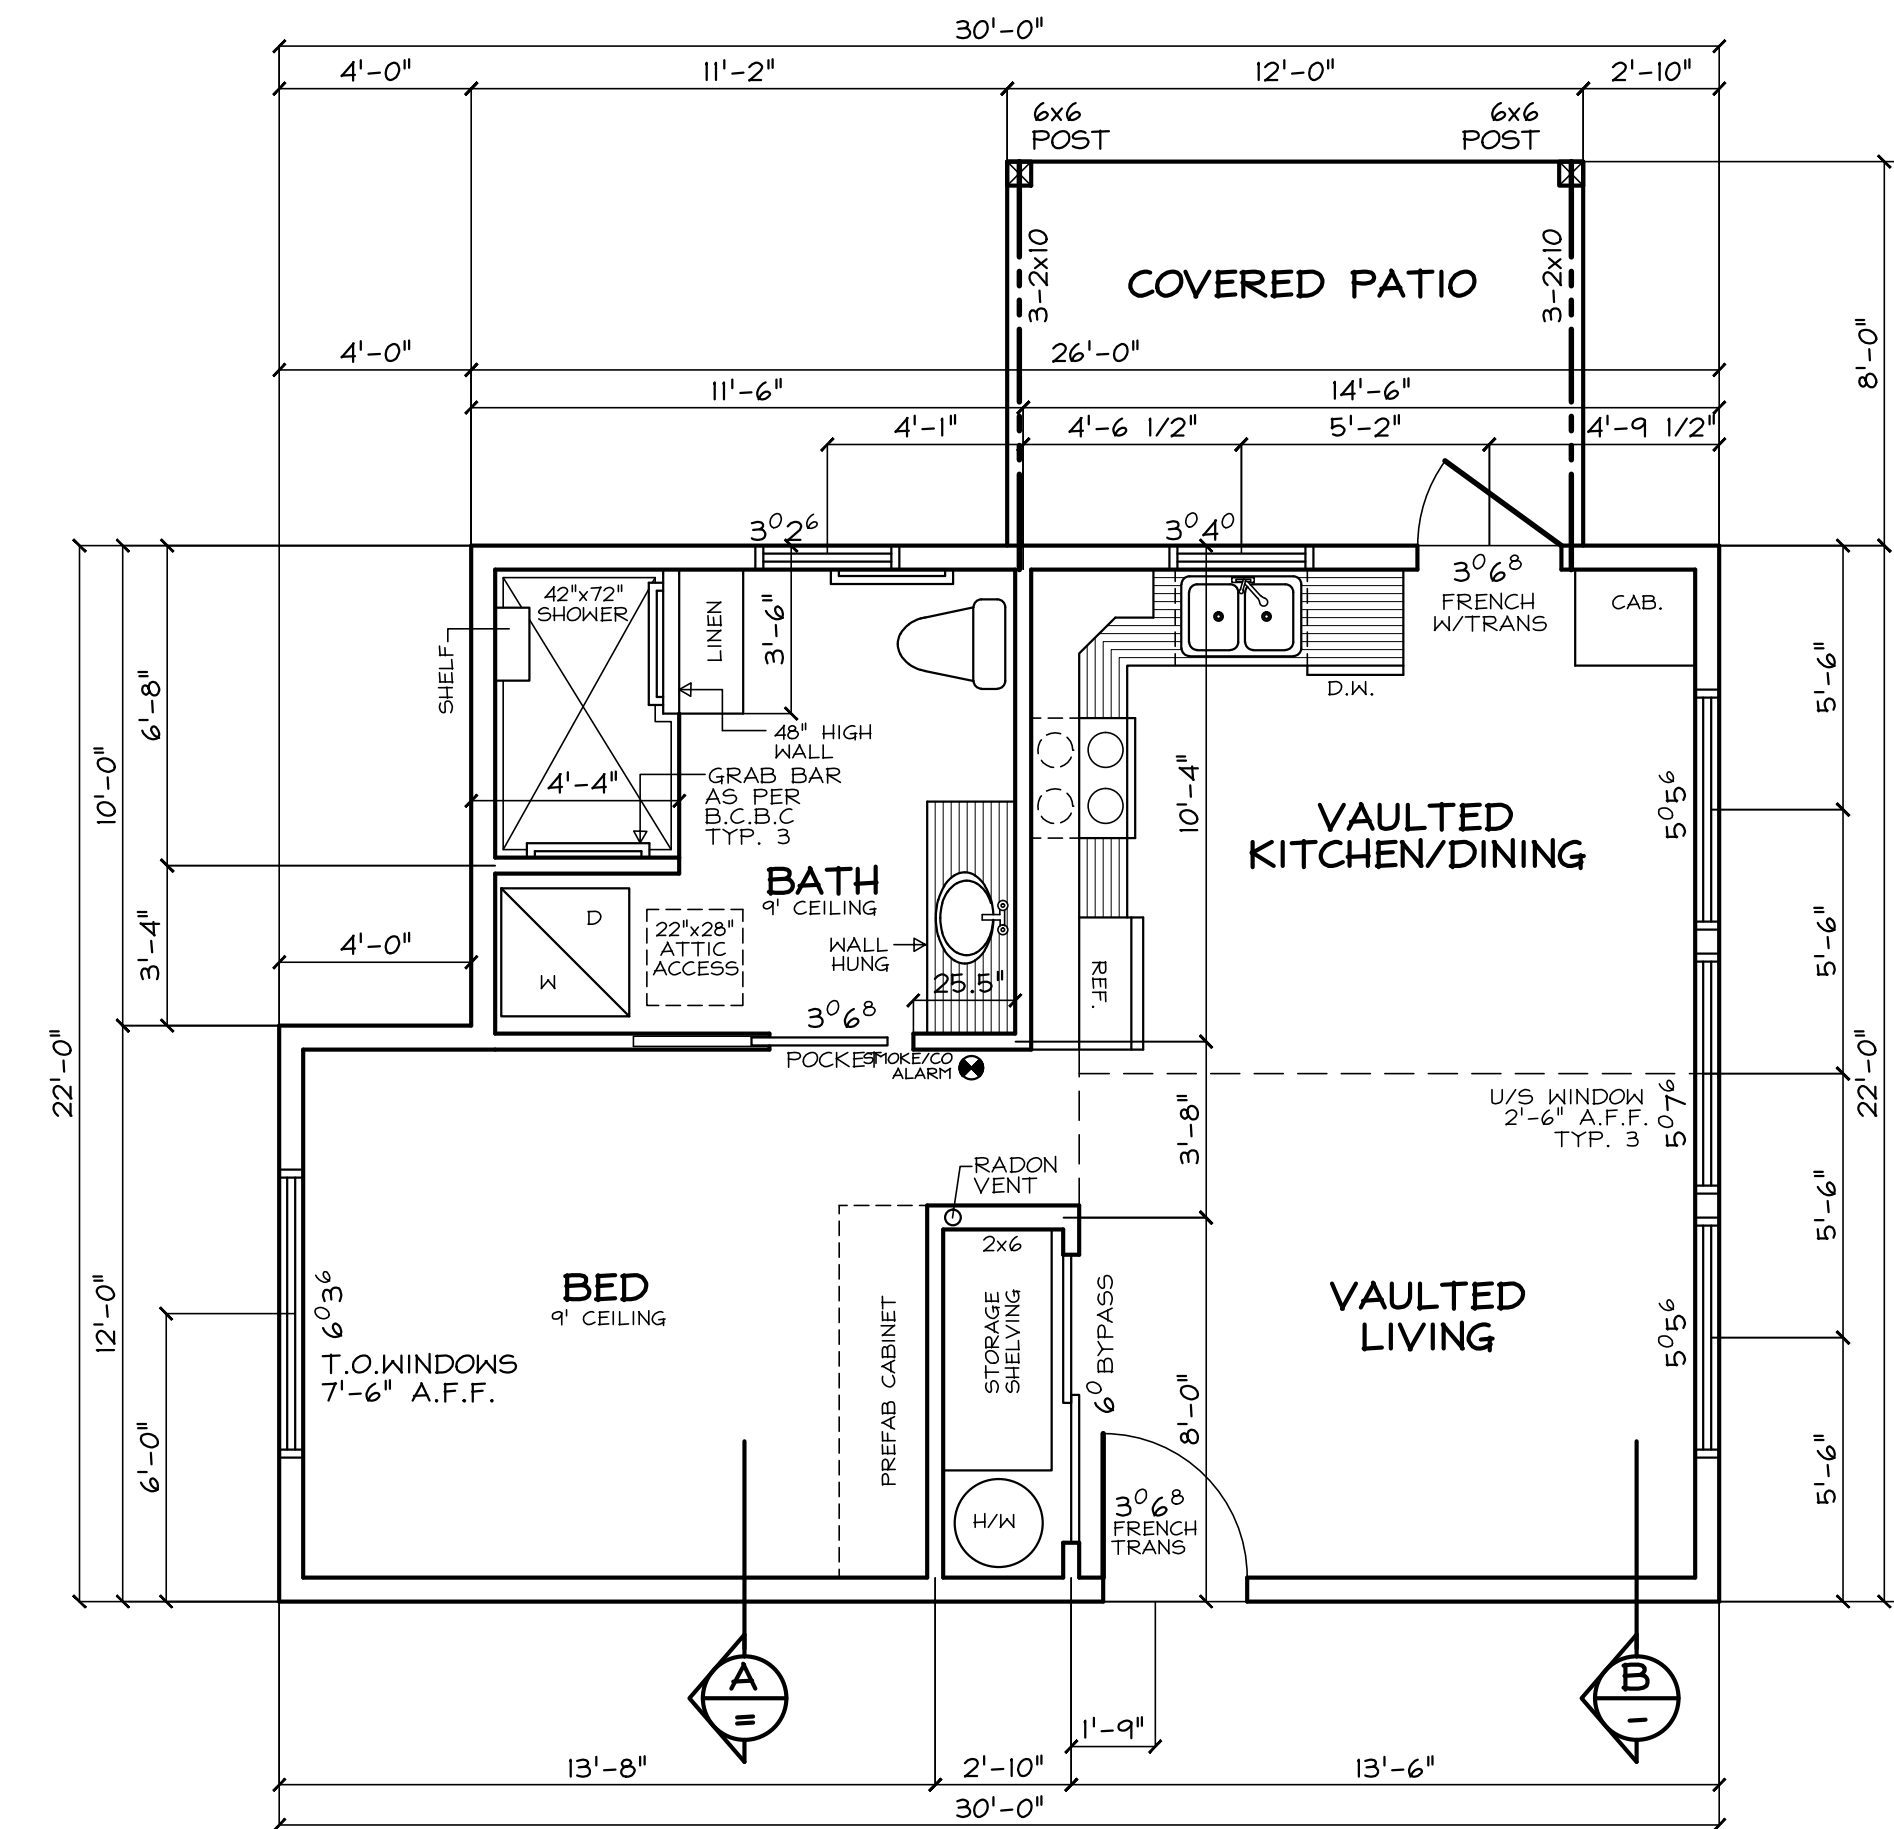 30'-0"
4'-0" 11'-2" 12'-0" 2'-10"
6x6 POST
6x6 POST
3-2x10
3-2x10
COVERED PATIO
8'-0"
4'-0" 26'-0"
11'-6" 14'-6"
4'-1" 4'-6 1/2" 5'-2" 4'-9 1/2"
3⁰2⁶
3⁰4⁰
3⁰6⁸
FRENCH
W/TRANS
CAB.
42"x72"
SHOWER
SHELF
LINEN
3'-6"
D.W.
48" HIGH
WALL
4'-4"
GRAB BAR
AS PER
B.C.B.C
TYP. 3
6'-8"
10'-0"
3'-4"
22'-0"
4'-0"
BATH
9' CEILING
D
W
22"x28"
ATTIC
ACCESS
WALL
HUNG
25.5"
3⁰6⁸
POCKET
SMOKE/CO
ALARM
REF.
10'-4"
VAULTED
KITCHEN/DINING
5⁰5⁶
5'-6"
5'-6"
U/S WINDOW
2'-6" A.F.F.
TYP. 3
5⁰7⁶
22'-0"
3'-8"
RADON
VENT
2x6
STORAGE
SHELVING
6⁰ BYPASS
PREFAB CABINET
BED
9' CEILING
6⁰3⁶
T.O.WINDOWS
7'-6" A.F.F.
12'-0"
6'-0"
VAULTED
LIVING
5⁰5⁶
5'-6"
5'-6"
8'-0"
H/W
3⁰6⁸
FRENCH
TRANS
A
=
B
-
1'-9"
13'-8" 2'-10" 13'-6"
30'-0"